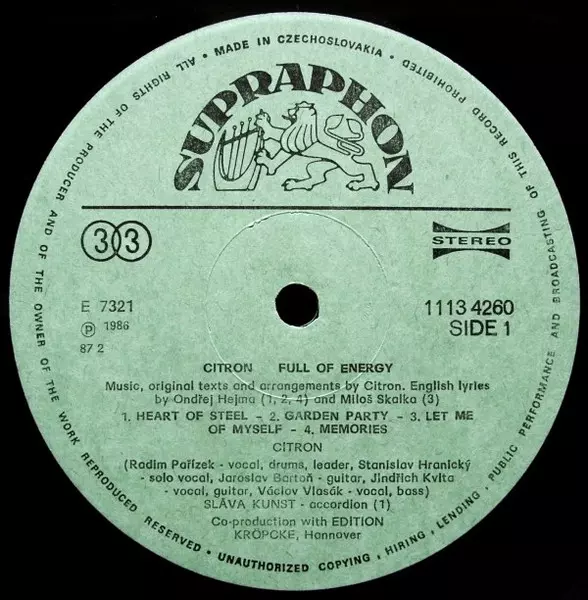 MADE IN CZECHOSLOVAKIA • ALL RIGHTS OF THE PRODUCER AND OF THE OWNER OF THE WORK REPRODUCED RESERVED • UNAUTHORIZED COPYING, HIRING, LENDING, PUBLIC PERFORMANCE AND BROADCASTING OF THIS RECORD PROHIBITED •
SUPRAPHON
33
STEREO
E 7321
℗ 1986
87 2
1113 4260
SIDE 1
CITRON FULL OF ENERGY
Music, original texts and arrangements by Citron. English lyries
by Ondřej Hejma (1, 2, 4) and Miloš Skalka (3)
1. HEART OF STEEL – 2. GARDEN PARTY – 3. LET ME
OF MYSELF – 4. MEMORIES
CITRON
(Radim Pařízek - vocal, drums, leader, Stanislav Hranický
- solo vocal, Jaroslav Bartoň - guitar, Jindřich Kvita
- vocal, guitar, Václav Vlasák - vocal, bass)
SLÁVA KUNST - accordion (1)
Co-production with EDITION
KRÖPCKE, Hannover